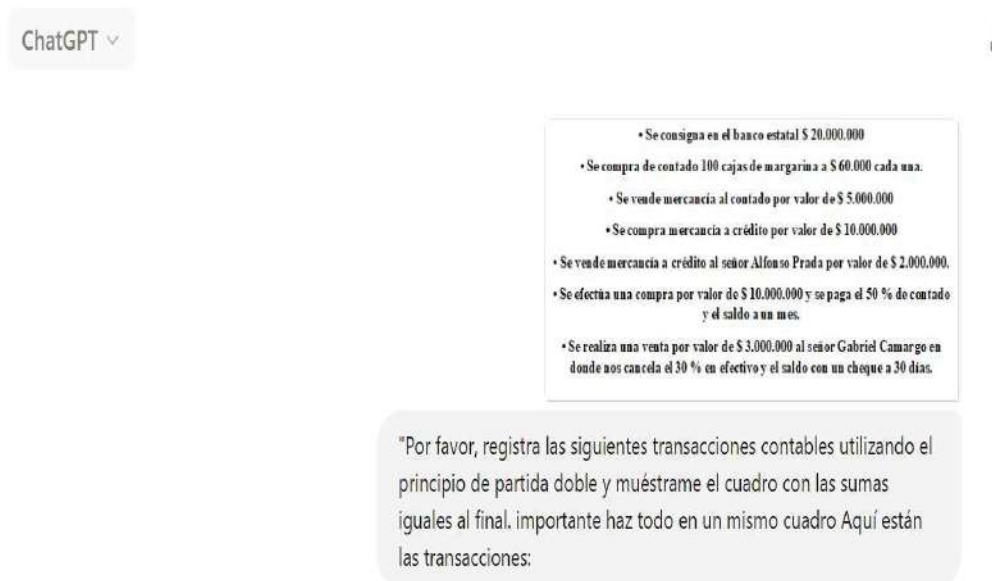 ChatGPT
• Se consigna en el banco estatal $ 20.000.000
• Se compra de contado 100 cajas de margarina a $ 60.000 cada una.
• Se vende mercancía al contado por valor de $ 5.000.000
• Se compra mercancía a crédito por valor de $ 10.000.000
• Se vende mercancía a crédito al señor Alfonso Prada por valor de $ 2.000.000.
• Se efectúa una compra por valor de $ 10.000.000 y se paga el 50 % de contado
y el saldo a un mes.
• Se realiza una venta por valor de $ 3.000.000 al señor Gabriel Camargo en
donde nos cancela el 30 % en efectivo y el saldo con un cheque a 30 días.
"Por favor, registra las siguientes transacciones contables utilizando el
principio de partida doble y muéstrame el cuadro con las sumas
iguales al final. importante haz todo en un mismo cuadro Aquí están
las transacciones: